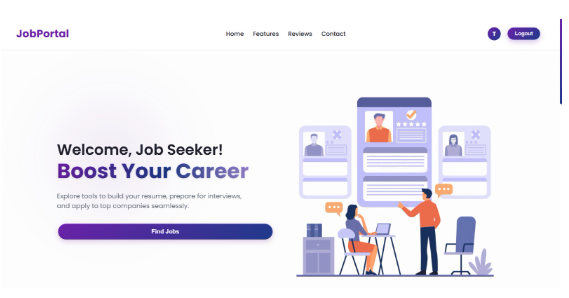 JobPortal
Home Features Reviews Contact
T
Logout
Welcome, Job Seeker!
Boost Your Career
Explore tools to build your resume, prepare for interviews,
and apply to top companies seamlessly.
Find Jobs